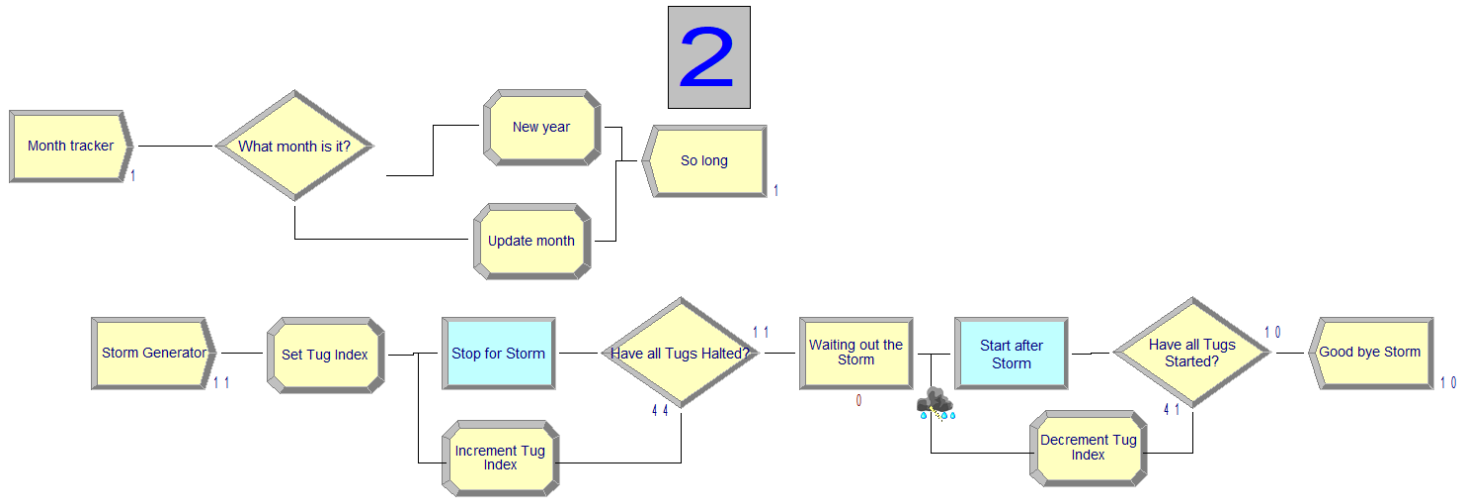 2
Month tracker
1
What month is it?
New year
So long
1
Update month
Storm Generator
1 1
Set Tug Index
Stop for Storm
Have all Tugs Halted?
1 1
4 4
Increment Tug
Index
Waiting out the
Storm
0
Start after
Storm
Have all Tugs
Started?
1 0
4 1
Decrement Tug
Index
Good bye Storm
1 0